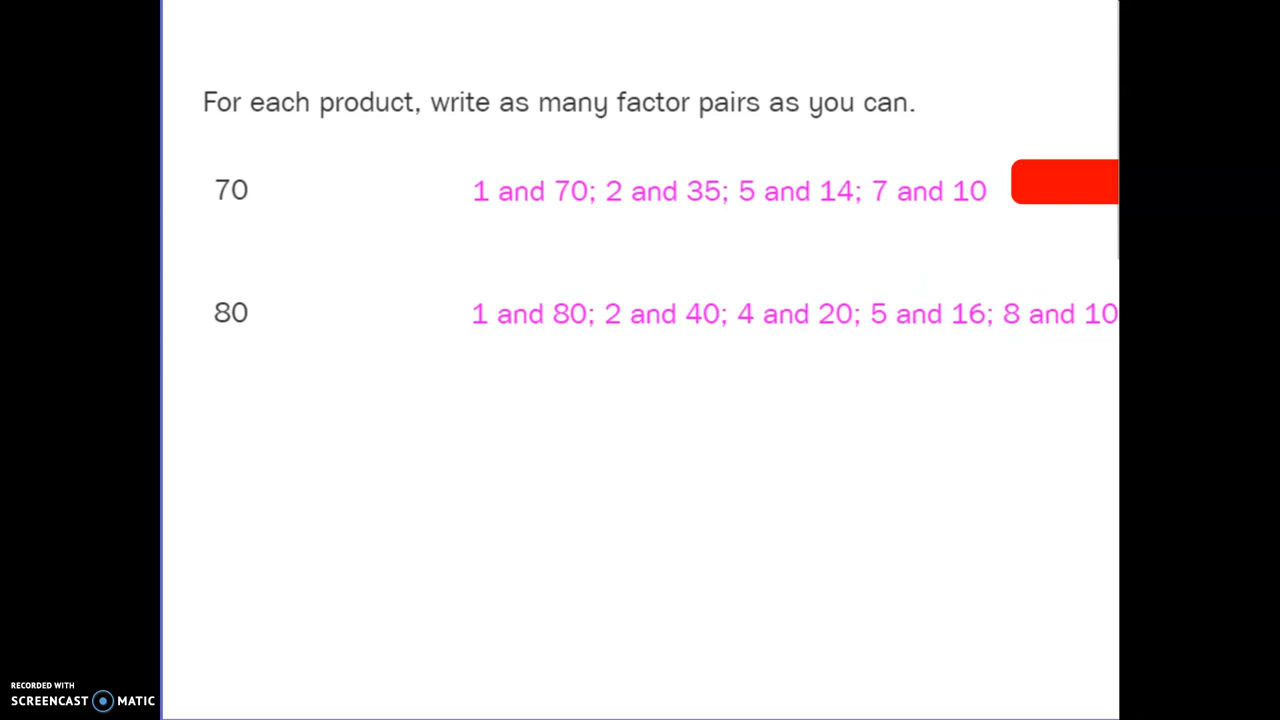 For each product, write as many factor pairs as you can.
70 1 and 70; 2 and 35; 5 and 14; 7 and 10
80 1 and 80; 2 and 40; 4 and 20; 5 and 16; 8 and 10
RECORDED WITH
SCREENCAST MATIC